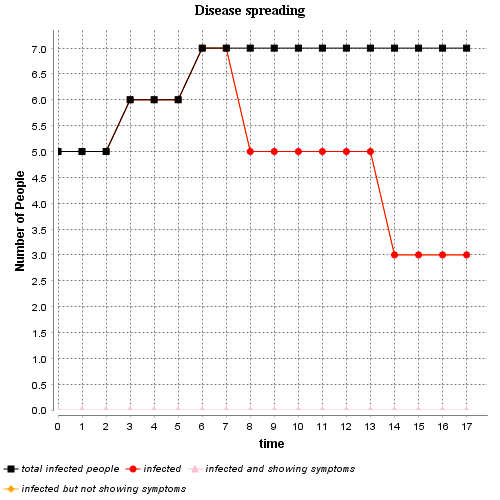 Disease spreading
Number of People
7.0
6.5
6.0
5.5
5.0
4.5
4.0
3.5
3.0
2.5
2.0
1.5
1.0
0.5
0.0
0 1 2 3 4 5 6 7 8 9 10 11 12 13 14 15 16 17
time
total infected people infected infected and showing symptoms
infected but not showing symptoms